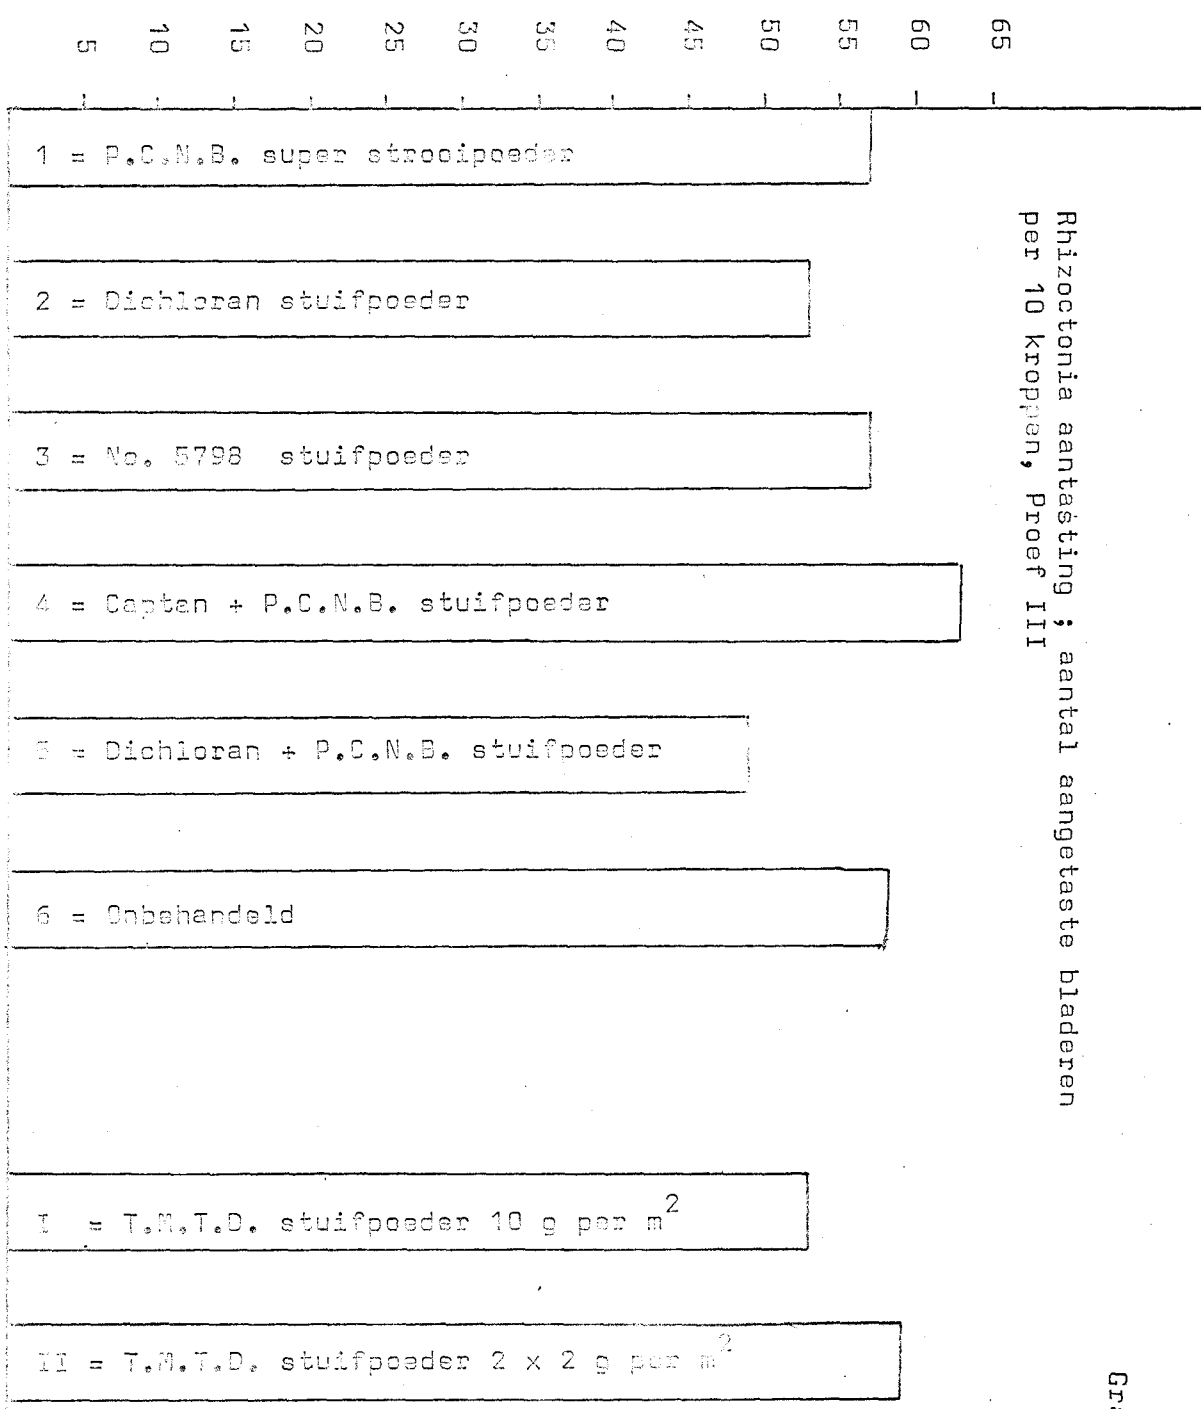 5 10 15 20 25 30 35 40 45 50 55 60 65
Rhizoctonia aantasting ; aantal aangetaste bladeren
per 10 kroppen, Proef III
1 = P.C.N.B. super strooipoeder
2 = Dichloran stuifpoeder
3 = No. 5798 stuifpoeder
4 = Captan + P.C.N.B. stuifpoeder
5 = Dichloran + P.C.N.B. stuifpoeder
6 = Onbehandeld
I = T.M.T.D. stuifpoeder 10 g per m²
II = T.M.T.D. stuifpoeder 2 x 2 g per m²